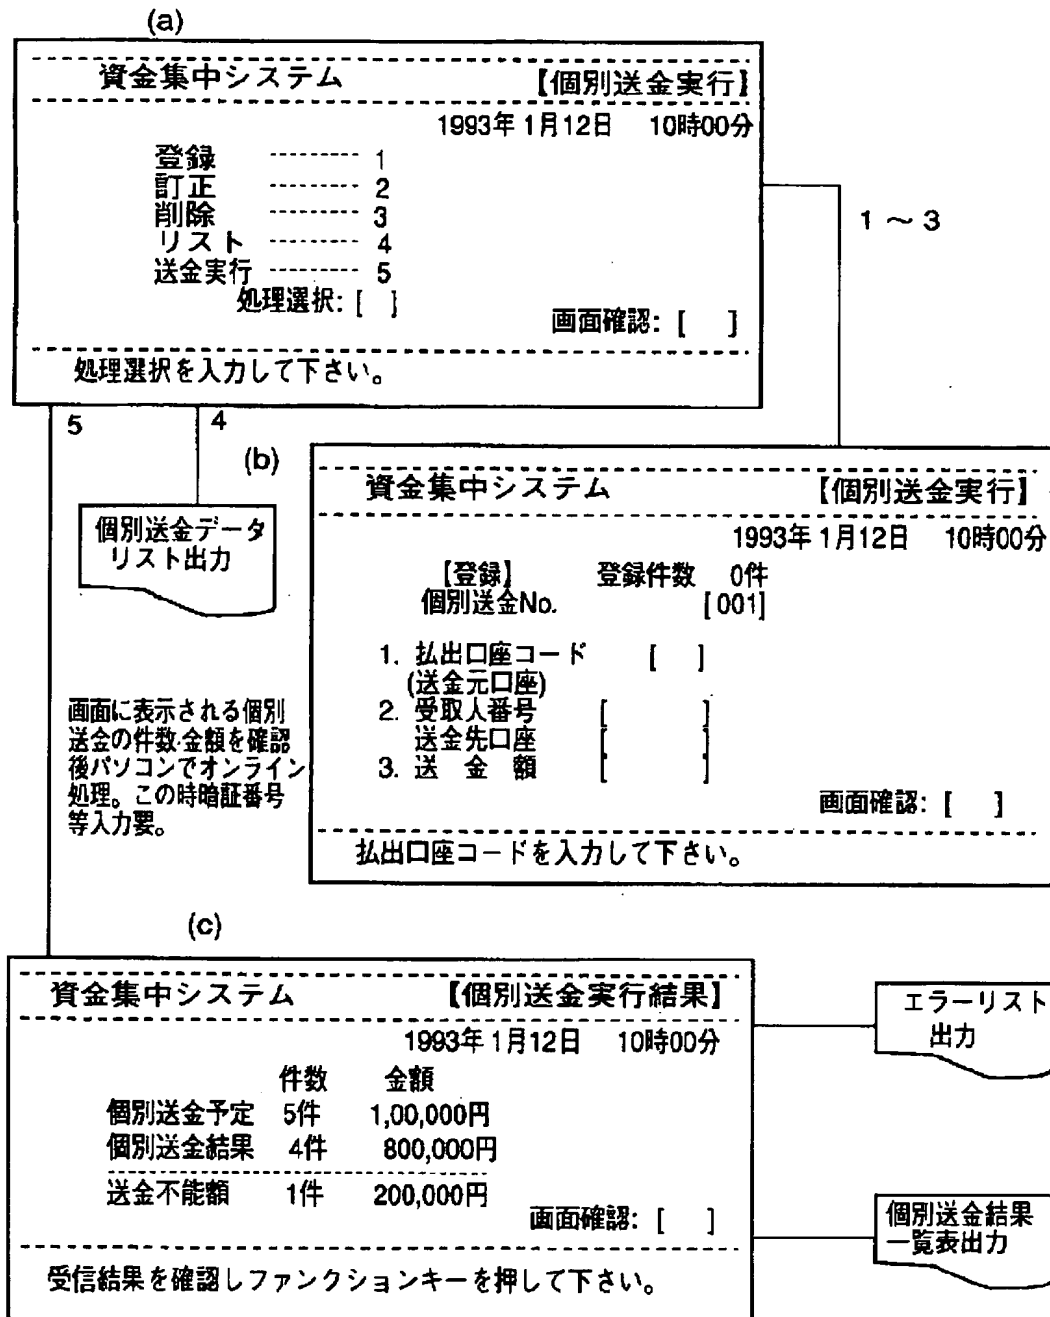 (a)
資金集中システム 【個別送金実行】
1993年1月12日 10時00分
登録 --------- 1
訂正 --------- 2
削除 --------- 3
リスト --------- 4
送金実行 --------- 5
処理選択: [ ]
画面確認: [ ]
処理選択を入力して下さい。
1 ～ 3
5
4
個別送金データ
リスト出力
(b)
資金集中システム 【個別送金実行】
1993年1月12日 10時00分
【登録】 登録件数 0件
個別送金No. [001]
1. 払出口座コード [ ]
(送金元口座)
2. 受取人番号 [ ]
送金先口座 [ ]
3. 送 金 額 [ ]
画面確認: [ ]
払出口座コードを入力して下さい。
画面に表示される個別
送金の件数・金額を確認
後パソコンでオンライン
処理。この時暗証番号
等入力要。
(c)
資金集中システム 【個別送金実行結果】
1993年1月12日 10時00分
件数 金額
個別送金予定 5件 1,00,000円
個別送金結果 4件 800,000円
送金不能額 1件 200,000円
画面確認: [ ]
受信結果を確認しファンクションキーを押して下さい。
エラーリスト
出力
個別送金結果
一覧表出力